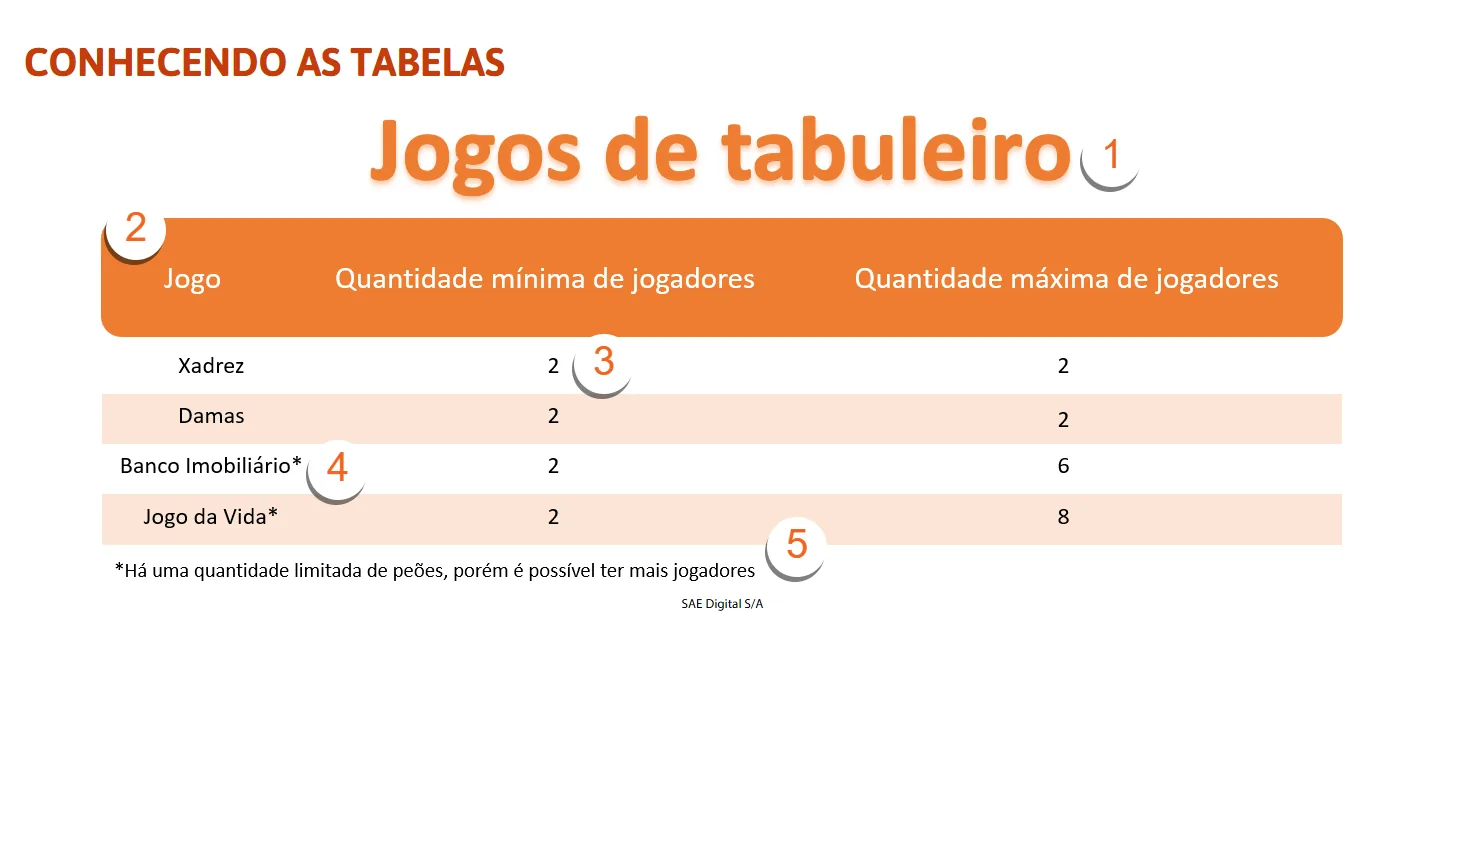 CONHECENDO AS TABELAS
Jogos de tabuleiro 1
2
Jogo Quantidade mínima de jogadores Quantidade máxima de jogadores
Xadrez 2 3 2
Damas 2 2
Banco Imobiliário* 4 2 6
Jogo da Vida* 2 8
5
*Há uma quantidade limitada de peões, porém é possível ter mais jogadores
SAE Digital S/A